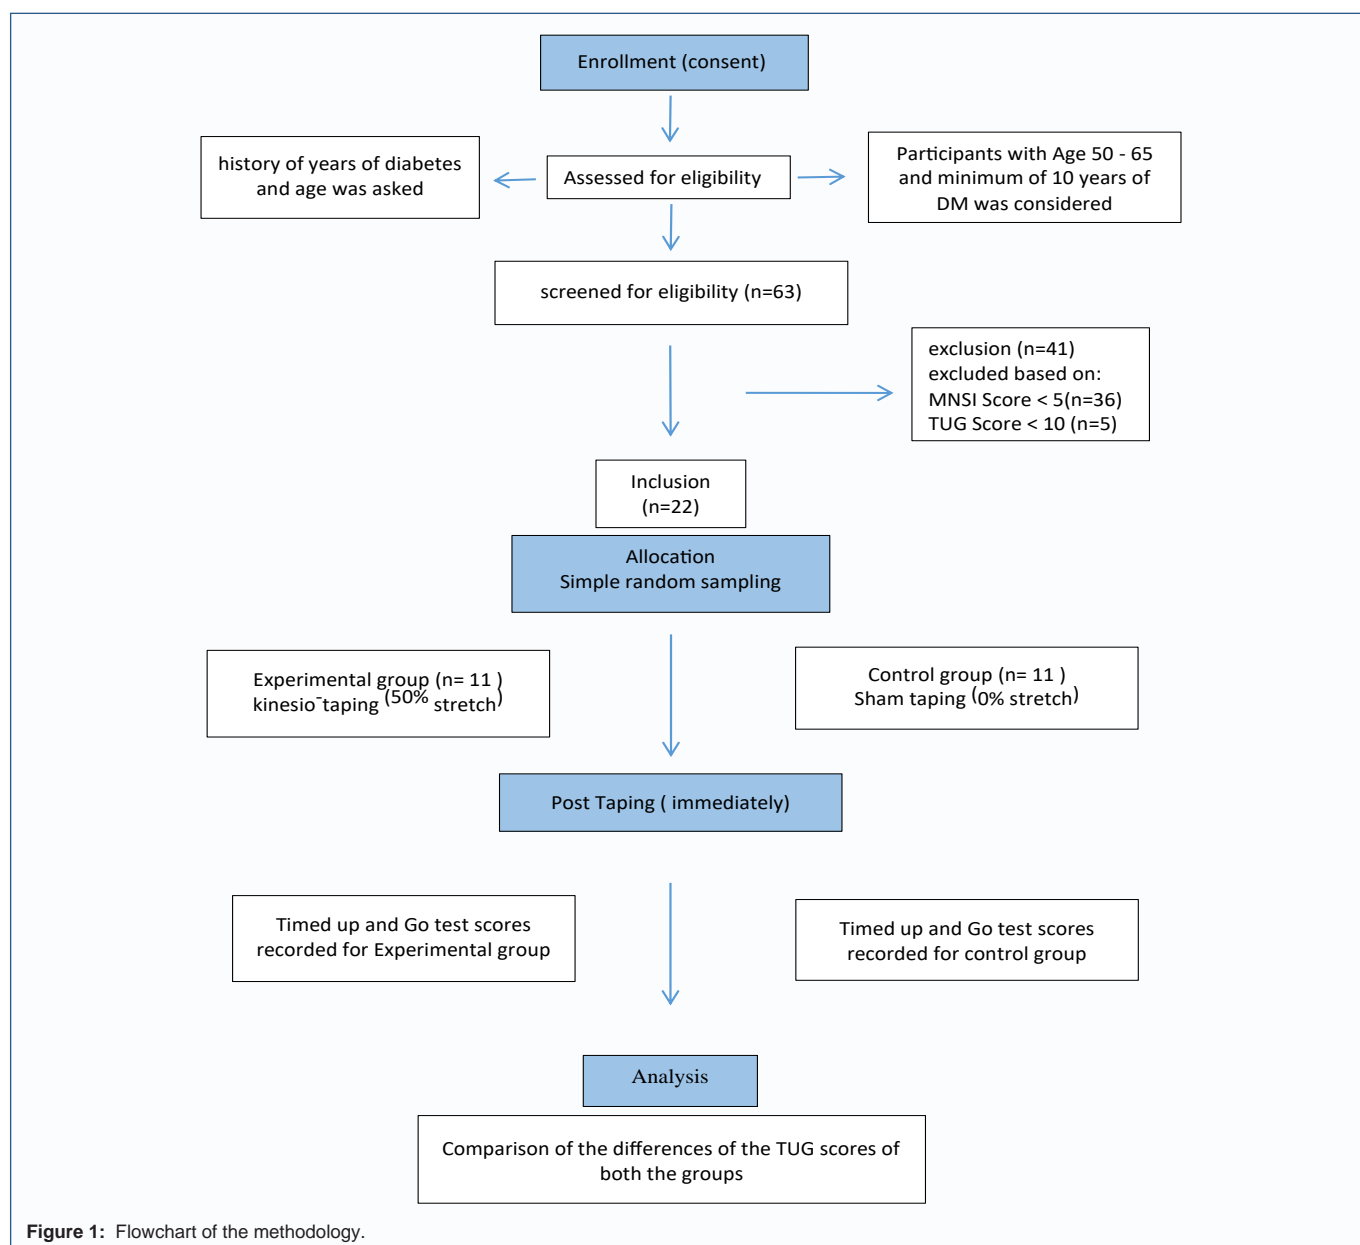 Enrollment (consent)
history of years of diabetes
and age was asked
Assessed for eligibility
Participants with Age 50 - 65
and minimum of 10 years of
DM was considered
screened for eligibility (n=63)
exclusion (n=41)
excluded based on:
MNSI Score < 5(n=36)
TUG Score < 10 (n=5)
Inclusion
(n=22)
Allocation
Simple random sampling
Experimental group (n= 11 )
kinesio-taping (50% stretch)
Control group (n= 11 )
Sham taping (0% stretch)
Post Taping ( immediately)
Timed up and Go test scores
recorded for Experimental group
Timed up and Go test scores
recorded for control group
Analysis
Comparison of the differences of the TUG scores of
both the groups
Figure 1: Flowchart of the methodology.